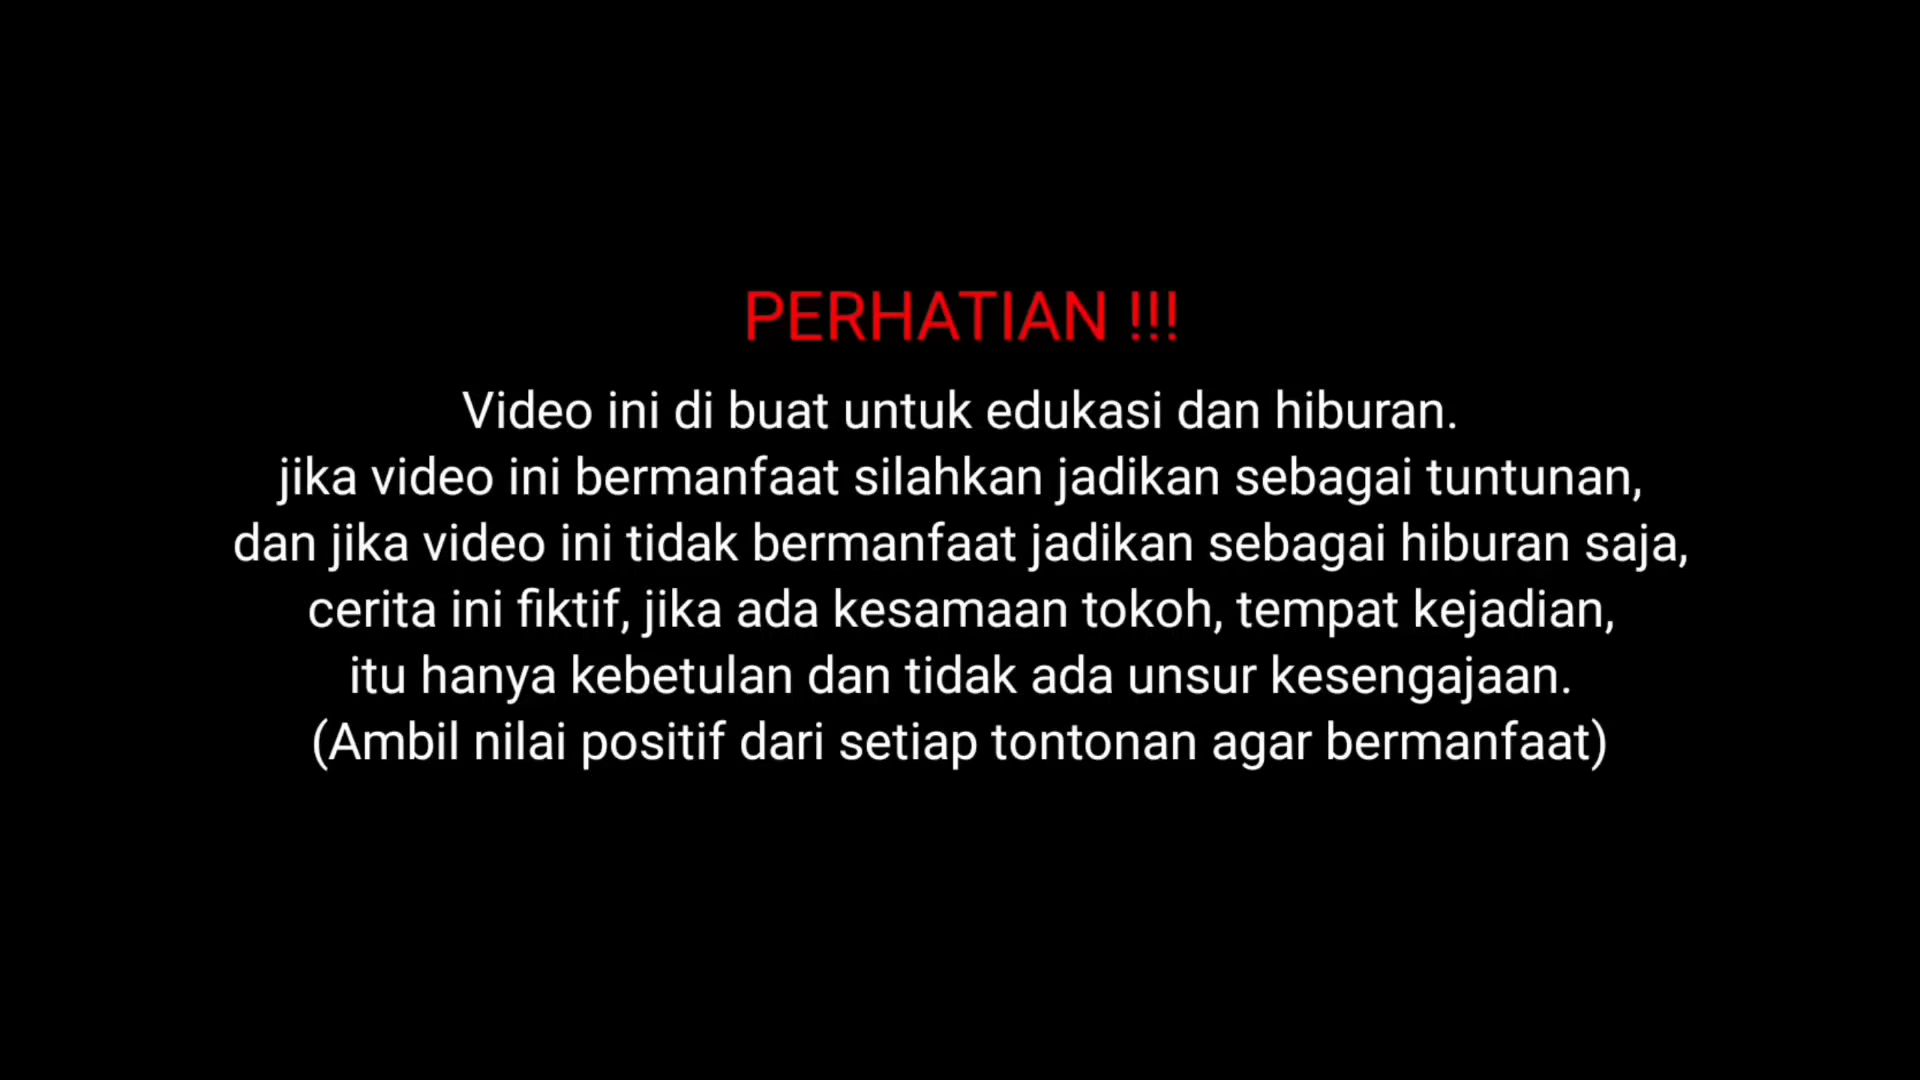 PERHATIAN !!!
Video ini di buat untuk edukasi dan hiburan.
jika video ini bermanfaat silahkan jadikan sebagai tuntunan,
dan jika video ini tidak bermanfaat jadikan sebagai hiburan saja,
cerita ini fiktif, jika ada kesamaan tokoh, tempat kejadian,
itu hanya kebetulan dan tidak ada unsur kesengajaan.
(Ambil nilai positif dari setiap tontonan agar bermanfaat)